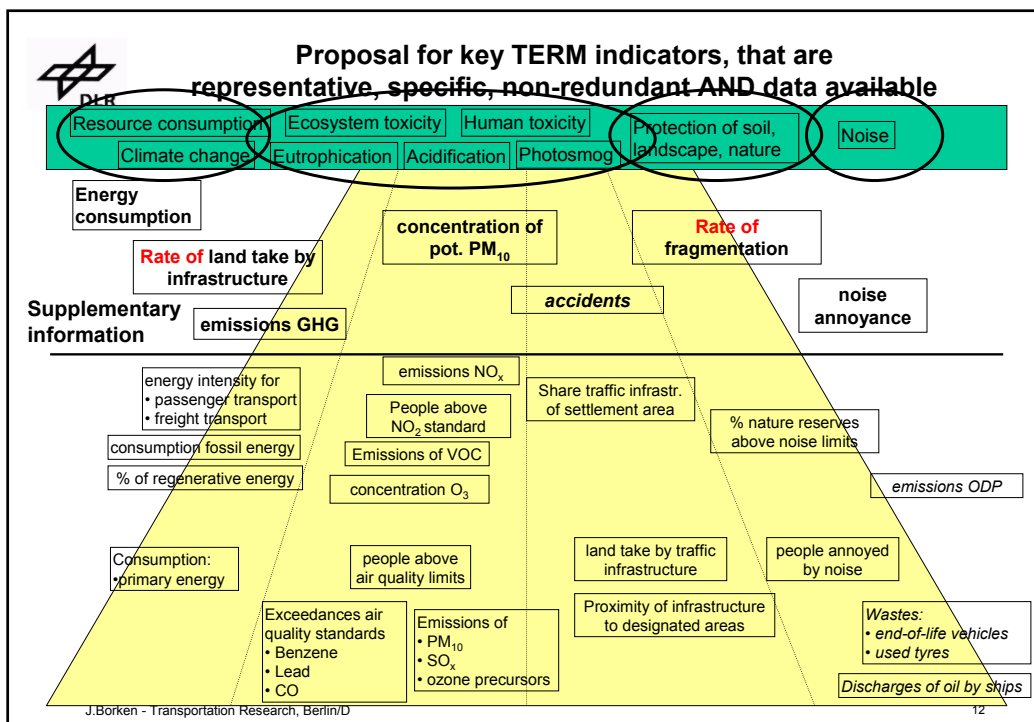 Proposal for key TERM indicators, that are
representative, specific, non-redundant AND data available
DLR
Resource consumption
Ecosystem toxicity
Human toxicity
Protection of soil,
landscape, nature
Noise
Climate change
Eutrophication
Acidification
Photosmog
Energy
consumption
concentration of
pot. PM10
Rate of
fragmentation
Rate of land take by
infrastructure
accidents
noise
annoyance
Supplementary
information
emissions GHG
energy intensity for
• passenger transport
• freight transport
emissions NOx
Share traffic infrastr.
of settlement area
People above
NO2 standard
% nature reserves
above noise limits
consumption fossil energy
Emissions of VOC
% of regenerative energy
concentration O3
emissions ODP
Consumption:
•primary energy
people above
air quality limits
land take by traffic
infrastructure
people annoyed
by noise
Exceedances air
quality standards
• Benzene
• Lead
• CO
Emissions of
• PM10
• SOx
• ozone precursors
Proximity of infrastructure
to designated areas
Wastes:
• end-of-life vehicles
• used tyres
Discharges of oil by ships
J.Borken - Transportation Research, Berlin/D
12